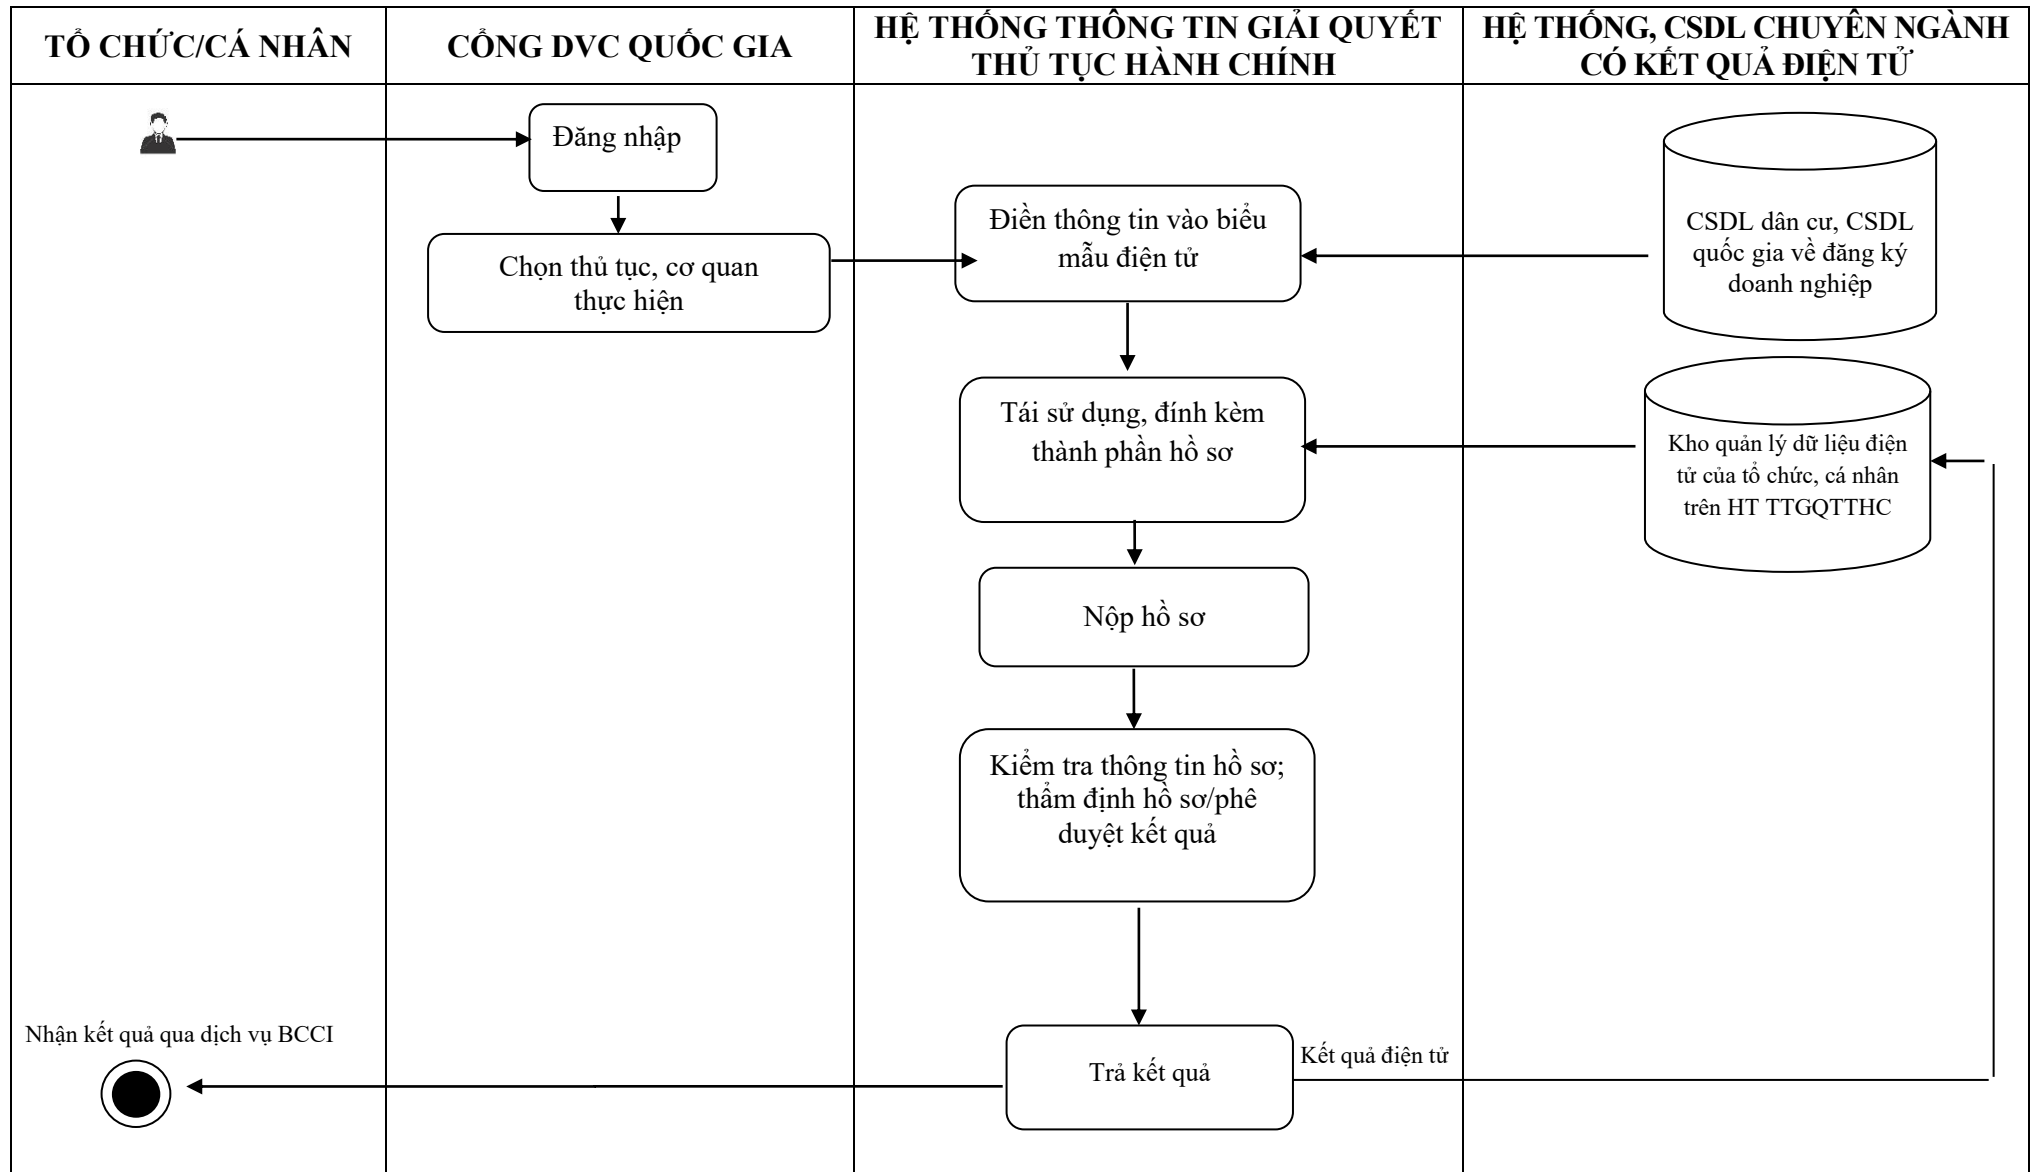 TỔ CHỨC/CÁ NHÂN
CỔNG DVC QUỐC GIA
HỆ THỐNG THÔNG TIN GIẢI QUYẾT
THỦ TỤC HÀNH CHÍNH
HỆ THỐNG, CSDL CHUYÊN NGÀNH
CÓ KẾT QUẢ ĐIỆN TỬ
Đăng nhập
Chọn thủ tục, cơ quan
thực hiện
Điền thông tin vào biểu
mẫu điện tử
CSDL dân cư, CSDL
quốc gia về đăng ký
doanh nghiệp
Tái sử dụng, đính kèm
thành phần hồ sơ
Kho quản lý dữ liệu điện
tử của tổ chức, cá nhân
trên HT TTGQTTHC
Nộp hồ sơ
Kiểm tra thông tin hồ sơ;
thẩm định hồ sơ/phê
duyệt kết quả
Nhận kết quả qua dịch vụ BCCI
Trả kết quả
Kết quả điện tử